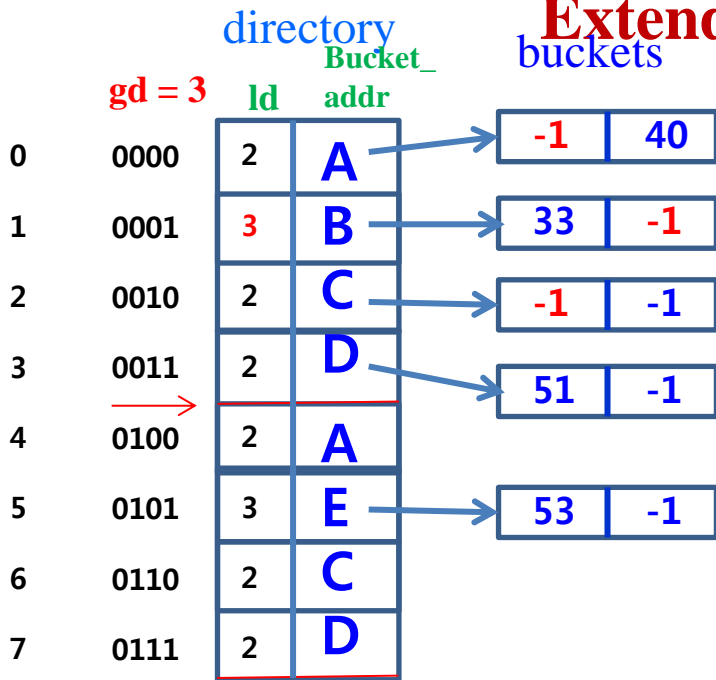 Extend
directory
buckets
Bucket_
addr
gd = 3
ld
0 0000 2 A -1 40
1 0001 3 B 33 -1
2 0010 2 C -1 -1
3 0011 2 D 51 -1
4 0100 2 A
5 0101 3 E 53 -1
6 0110 2 C
7 0111 2 D